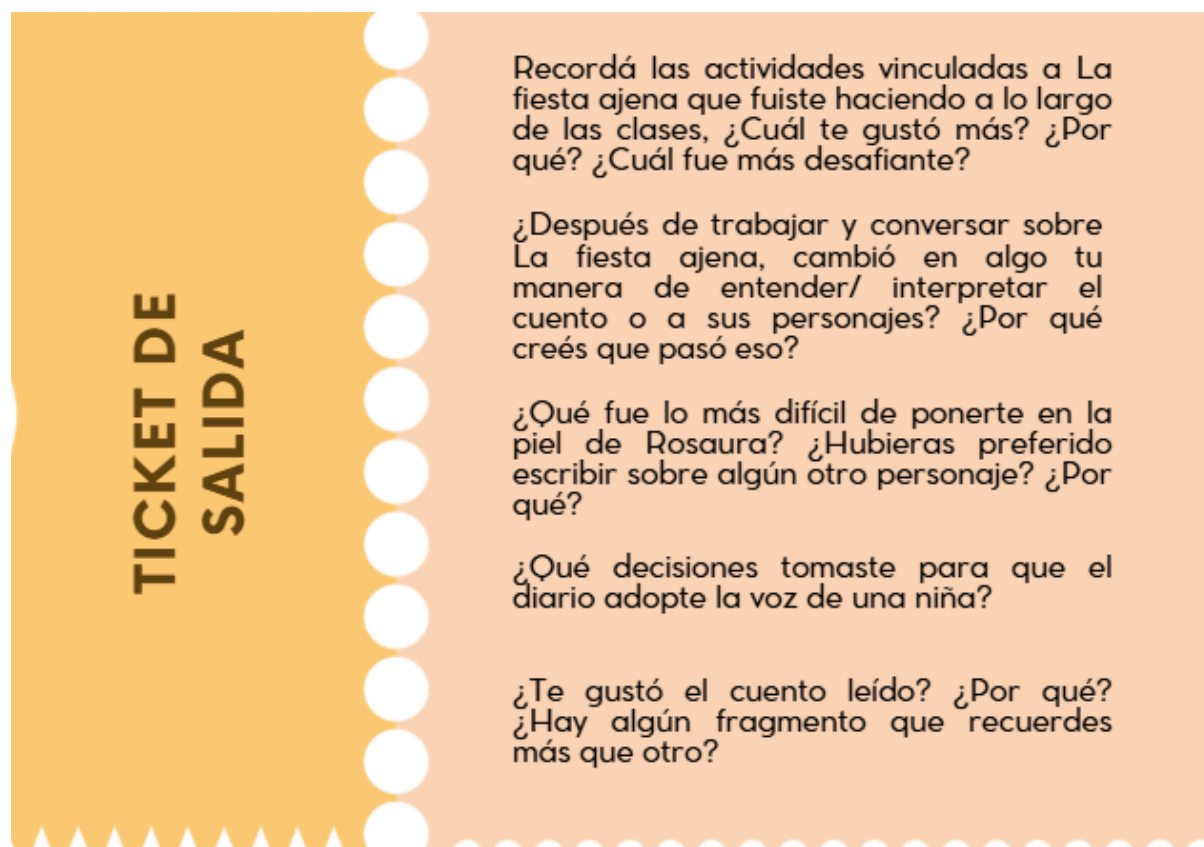 TICKET DE
SALIDA
Recordá las actividades vinculadas a La
fiesta ajena que fuiste haciendo a lo largo
de las clases, ¿Cuál te gustó más? ¿Por
qué? ¿Cuál fue más desafiante?
¿Después de trabajar y conversar sobre
La fiesta ajena, cambió en algo tu
manera de entender/ interpretar el
cuento o a sus personajes? ¿Por qué
creés que pasó eso?
¿Qué fue lo más difícil de ponerte en la
piel de Rosaura? ¿Hubieras preferido
escribir sobre algún otro personaje? ¿Por
qué?
¿Qué decisiones tomaste para que el
diario adopte la voz de una niña?
¿Te gustó el cuento leído? ¿Por qué?
¿Hay algún fragmento que recuerdes
más que otro?